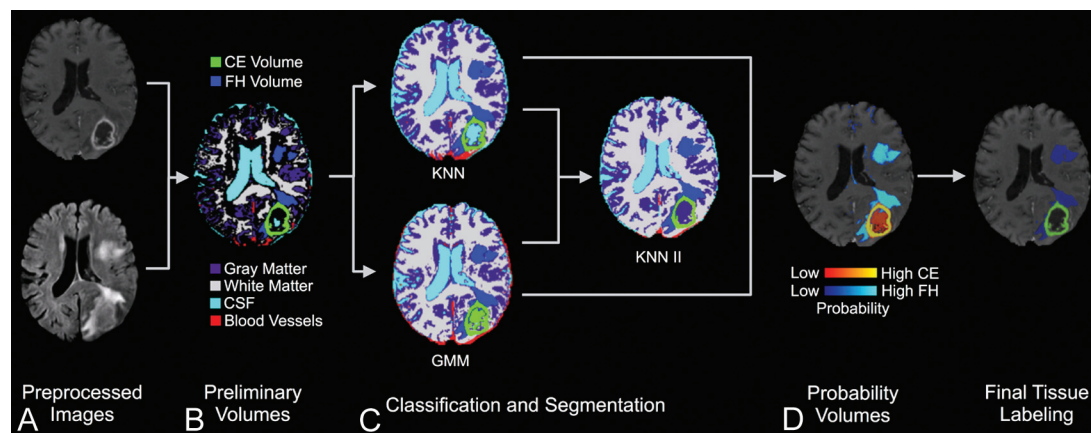 CE Volume
FH Volume
KNN
Gray Matter
White Matter
CSF
Blood Vessels
GMM
KNN II
Low High CE
Low High FH
Probability
A Preprocessed
Images
B Preliminary
Volumes
C Classification and Segmentation
D Probability
Volumes
Final Tissue
Labeling